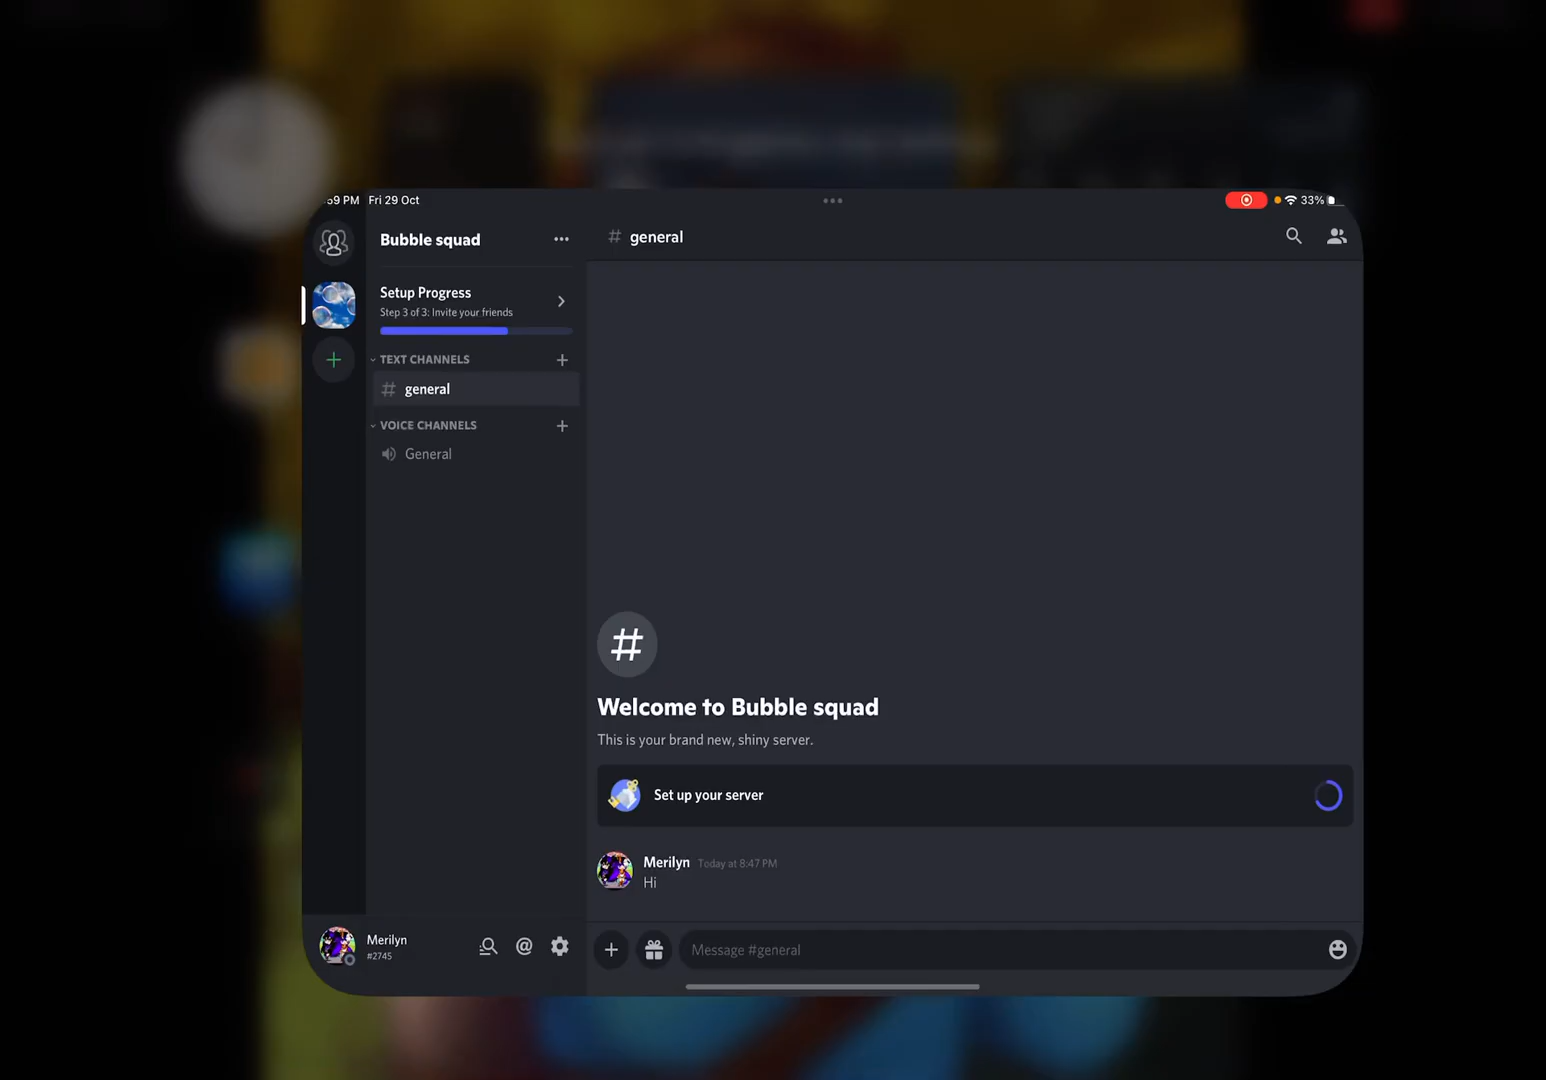 :59 PM Fri 29 Oct
33%
Bubble squad
# general
Setup Progress
Step 3 of 3: Invite your friends
TEXT CHANNELS
# general
VOICE CHANNELS
General
#
Welcome to Bubble squad
This is your brand new, shiny server.
Set up your server
Merilyn Today at 8:47 PM
Hi
Merilyn
#2745
@
Message #general